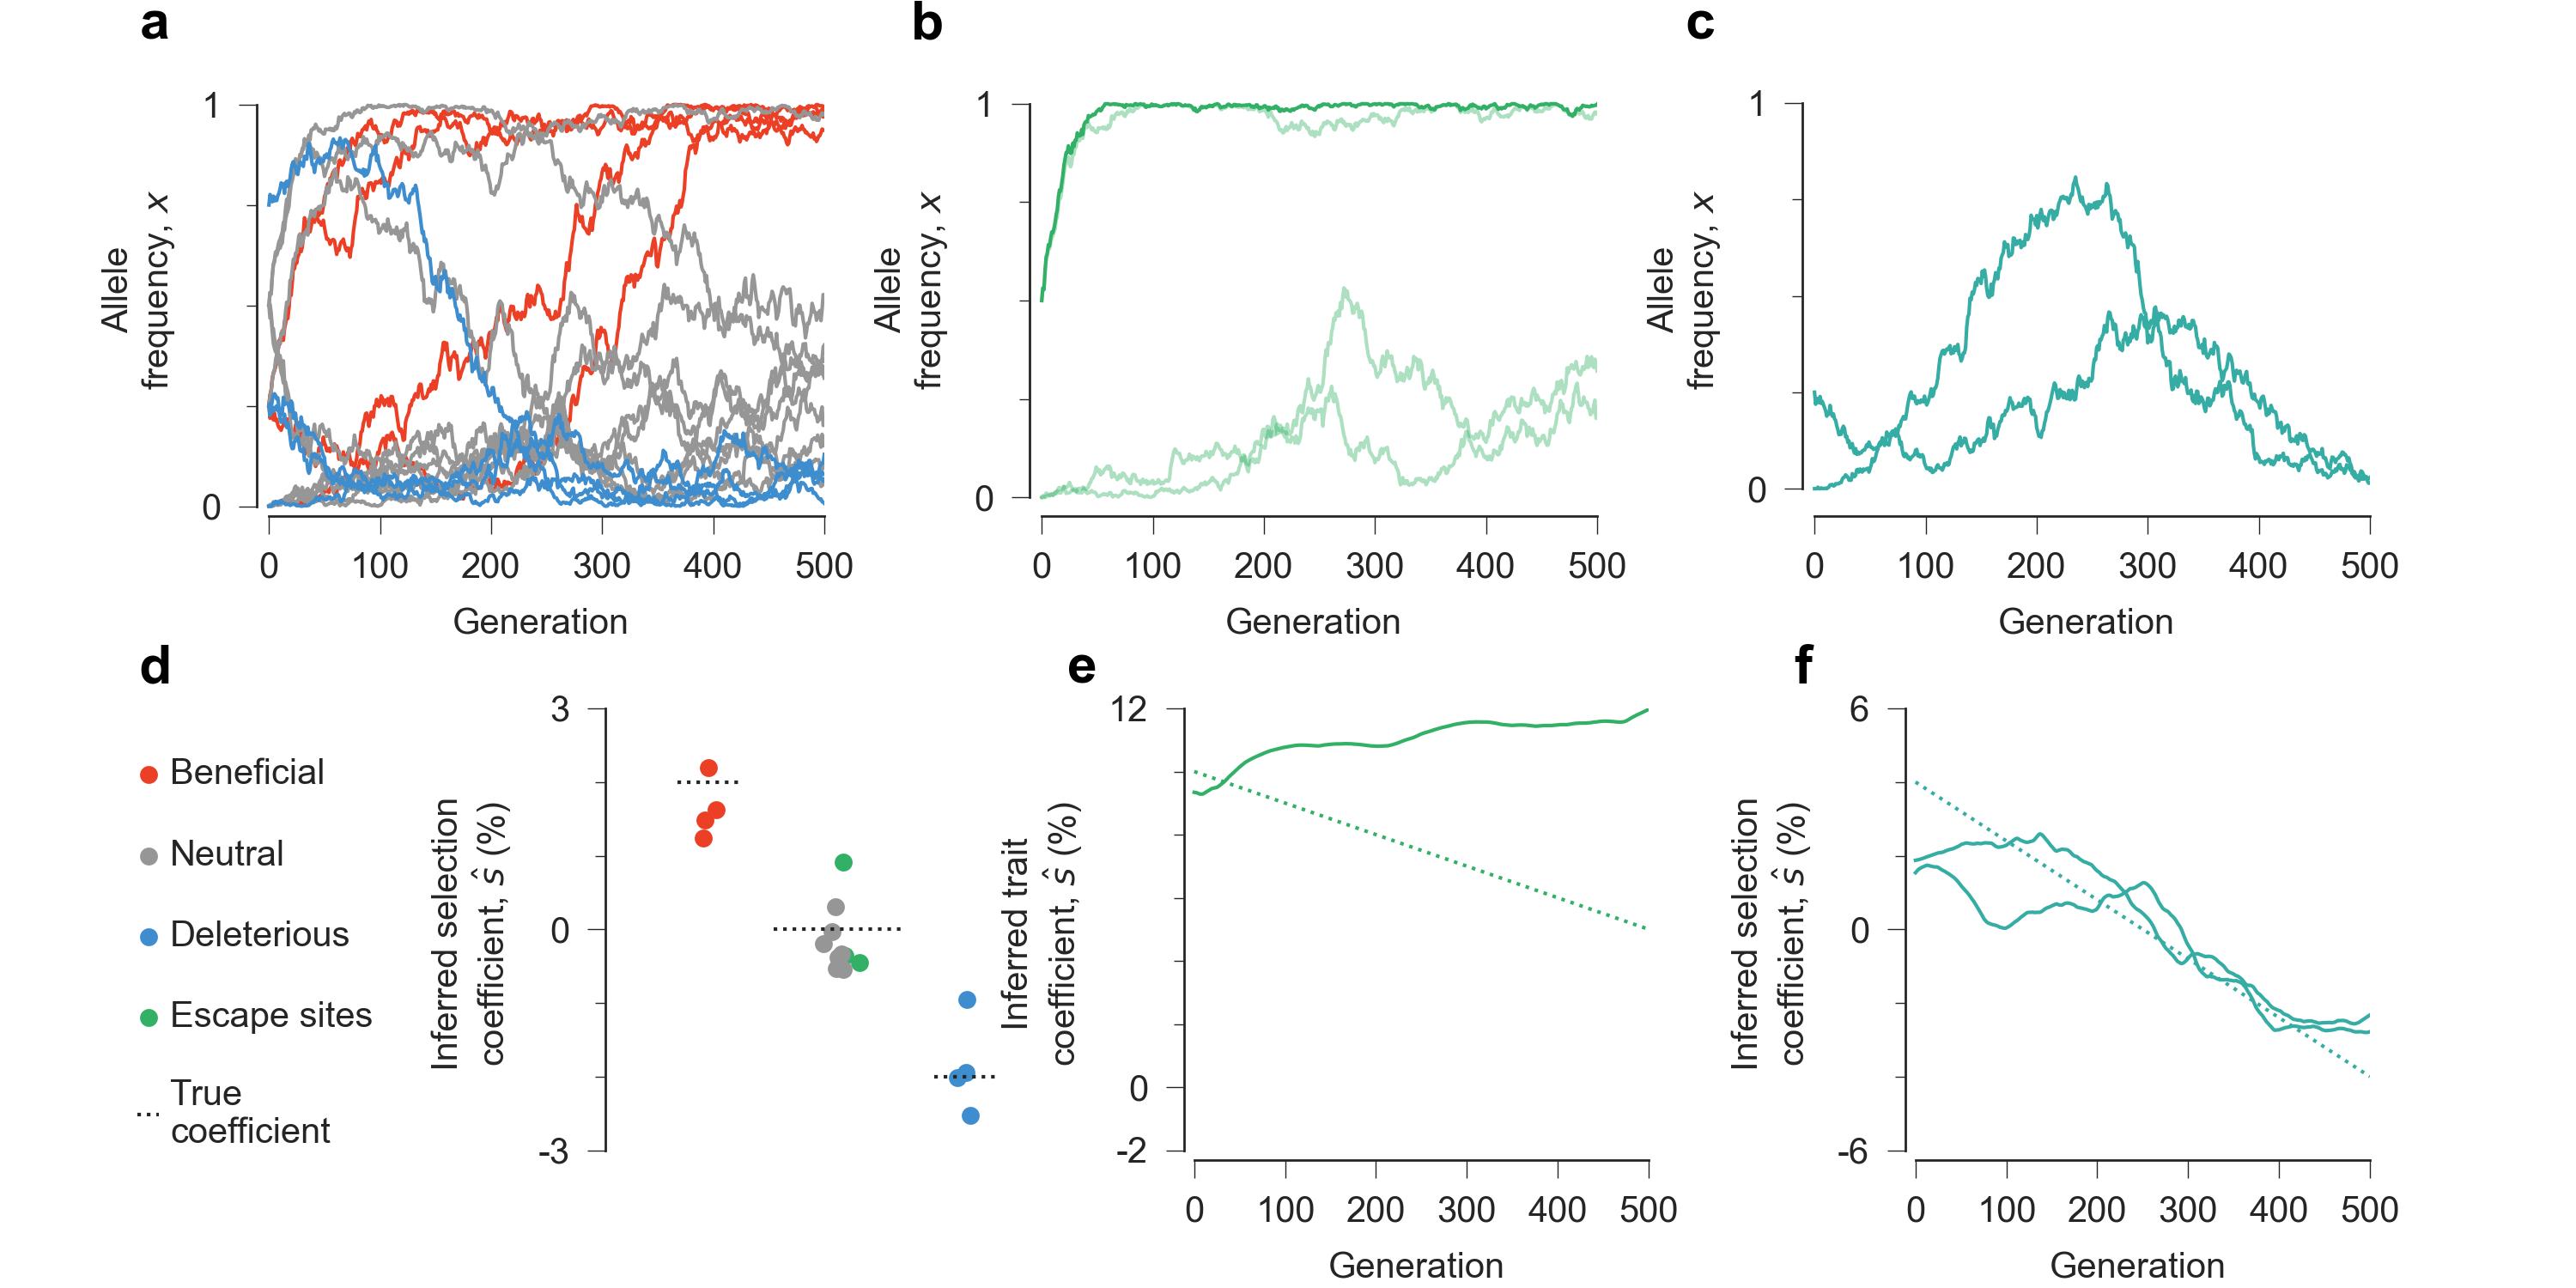 a
1
0
Allele
frequency, x
0 100 200 300 400 500
Generation
b
1
0
Allele
frequency, x
0 100 200 300 400 500
Generation
c
1
0
Allele
frequency, x
0 100 200 300 400 500
Generation
d
Beneficial
Neutral
Deleterious
Escape sites
True
coefficient
3
0
-3
Inferred selection
coefficient, ŝ (%)
e
12
0
-2
Inferred trait
coefficient, ŝ (%)
0 100 200 300 400 500
Generation
f
6
0
-6
Inferred selection
coefficient, ŝ (%)
0 100 200 300 400 500
Generation